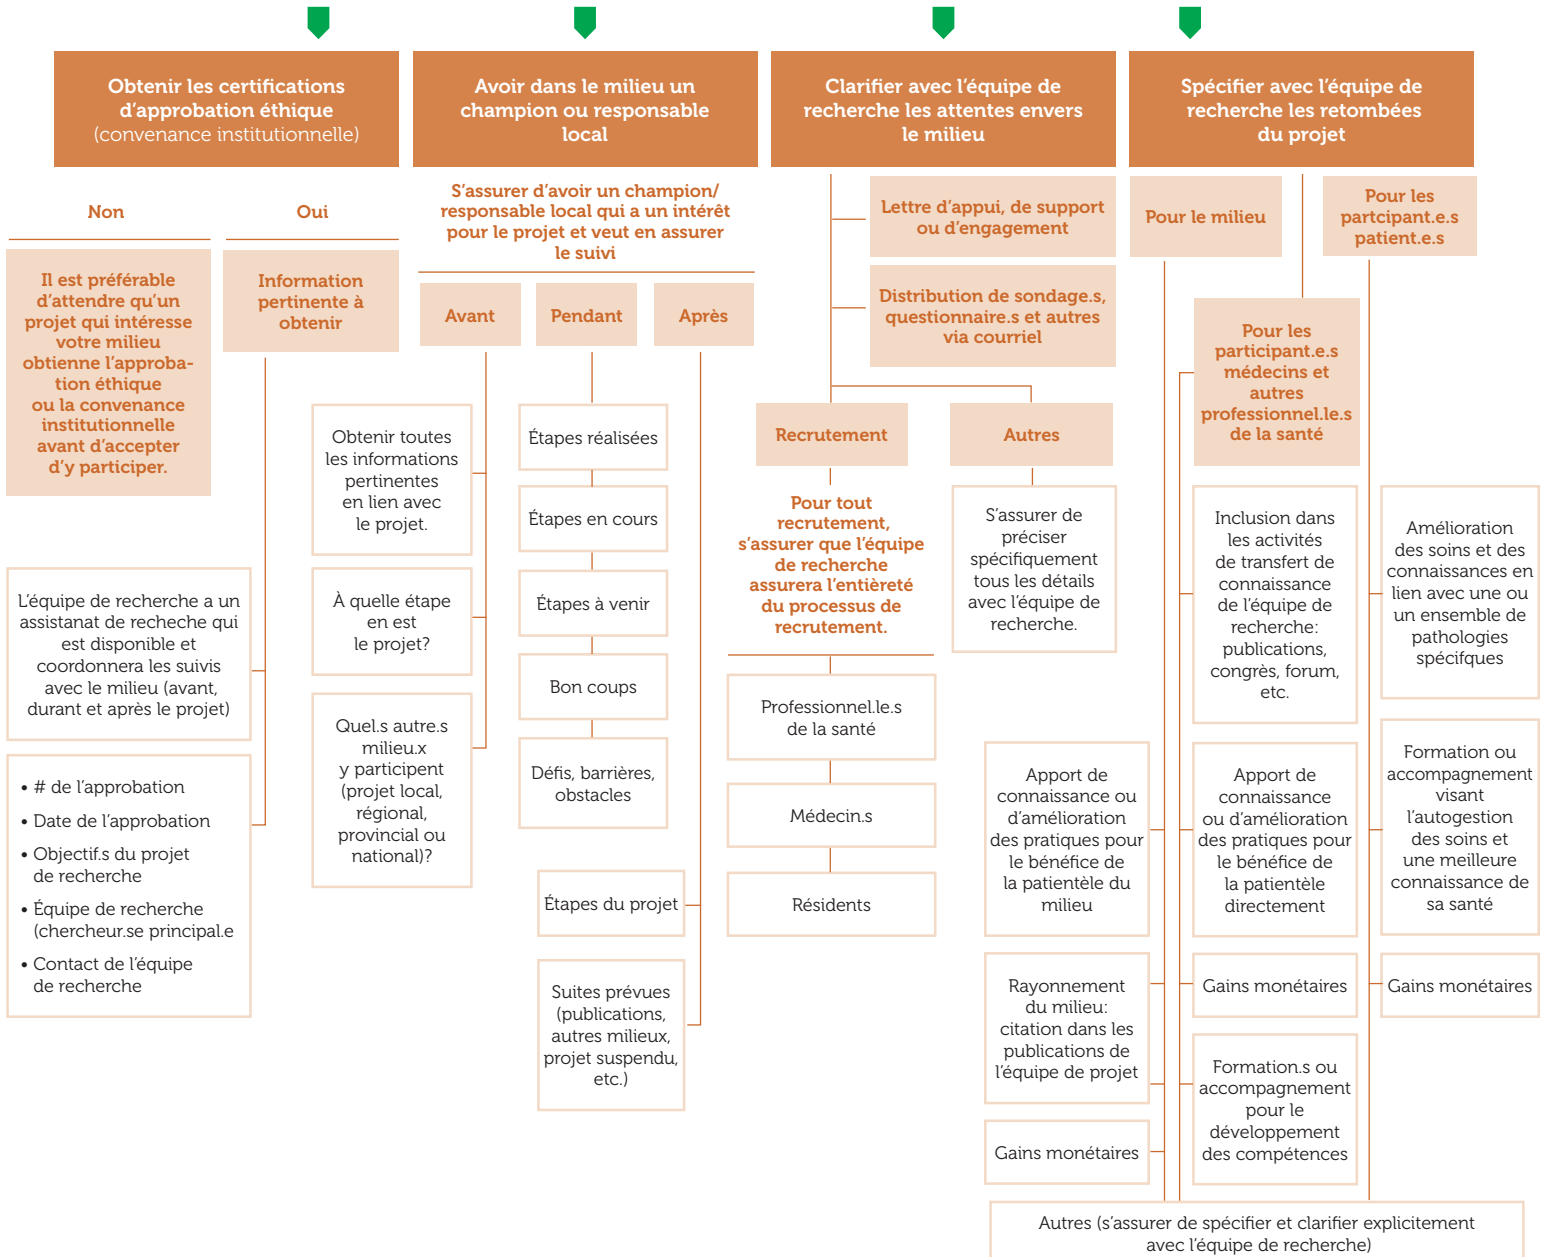 Obtenir les certifications
d’approbation éthique
(convenance institutionnelle)
Non
Oui
Il est préférable
d’attendre qu’un
projet qui intéresse
votre milieu
obtienne l’approba-
tion éthique
ou la convenance
institutionnelle
avant d’accepter
d’y participer.
Information
pertinente à
obtenir
L’équipe de recherche a un
assistanat de recheche qui
est disponible et
coordonnera les suivis
avec le milieu (avant,
durant et après le projet)
• # de l’approbation
• Date de l’approbation
• Objectif.s du projet
de recherche
• Équipe de recherche
(chercheur.se principal.e
• Contact de l’équipe
de recherche
Avoir dans le milieu un
champion ou responsable
local
S’assurer d’avoir un champion/
responsable local qui a un intérêt
pour le projet et veut en assurer
le suivi
Avant
Pendant
Après
Obtenir toutes
les informations
pertinentes
en lien avec
le projet.
À quelle étape
en est
le projet?
Quel.s autre.s
milieu.x
y participent
(projet local,
régional,
provincial ou
national)?
Étapes réalisées
Étapes en cours
Étapes à venir
Bon coups
Défis, barrières,
obstacles
Étapes du projet
Suites prévues
(publications,
autres milieux,
projet suspendu,
etc.)
Clarifier avec l’équipe de
recherche les attentes envers
le milieu
Lettre d’appui, de support
ou d’engagement
Distribution de sondage.s,
questionnaire.s et autres
via courriel
Recrutement
Autres
Pour tout
recrutement,
s’assurer que l’équipe
de recherche
assurera l’entièreté
du processus de
recrutement.
Professionnel.le.s
de la santé
Médecin.s
Résidents
S’assurer de
préciser
spécifiquement
tous les détails
avec l’équipe de
recherche.
Spécifier avec l’équipe de
recherche les retombées
du projet
Pour le milieu
Pour les
participant.e.s
médecins et
autres
professionnel.le.s
de la santé
Pour les
partcipant.e.s
patient.e.s
Apport de
connaissance ou
d’amélioration
des pratiques pour
le bénéfice de
la patientèle du
milieu
Rayonnement
du milieu:
citation dans les
publications de
l’équipe de projet
Gains monétaires
Inclusion dans
les activités
de transfert de
connaissance
de l’équipe de
recherche:
publications,
congrès, forum,
etc.
Apport de
connaissance
ou d’amélioration
des pratiques pour
le bénéfice de
la patientèle
directement
Gains monétaires
Formation.s ou
accompagnement
pour le
développement
des compétences
Amélioration
des soins et des
connaissances en
lien avec une ou
un ensemble de
pathologies
spécifques
Formation ou
accompagnement
visant
l’autogestion
des soins et
une meilleure
connaissance de
sa santé
Gains monétaires
Autres (s’assurer de spécifier et clarifier explicitement
avec l’équipe de recherche)